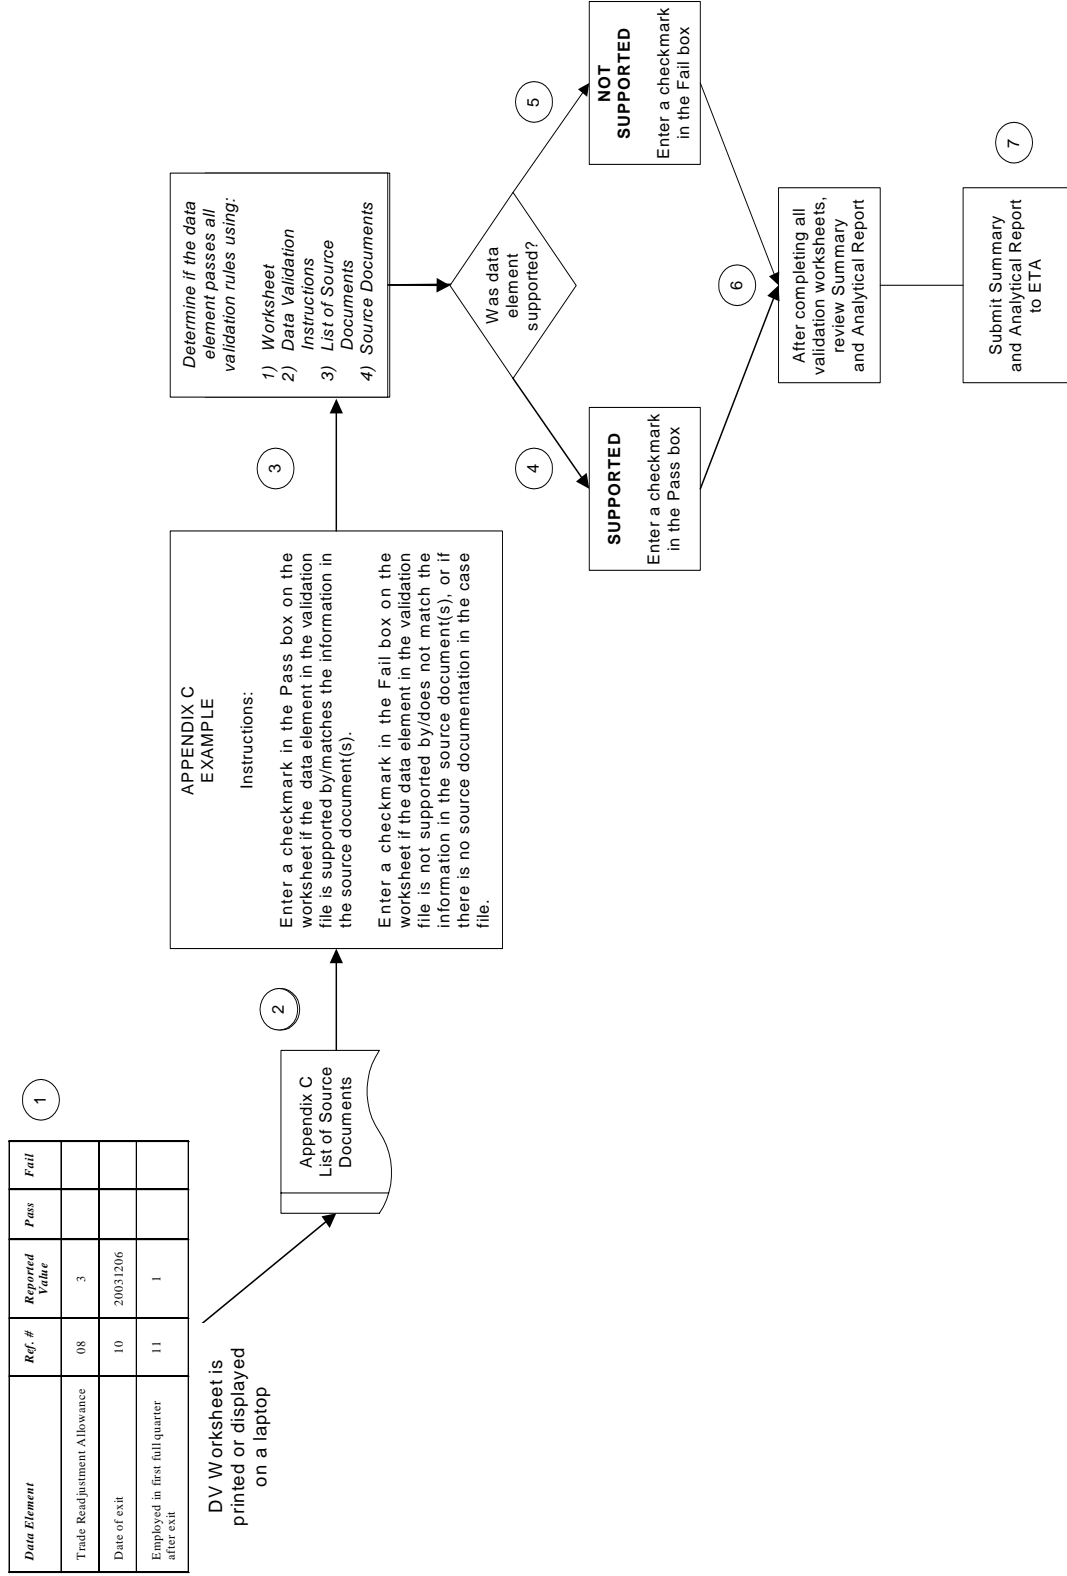 Data Element Ref. # Reported Value Pass Fail
Trade Readjustment Allowance 08 3
Date of exit 10 20031206
Employed in first full quarter
after exit 11 1
1
DV Worksheet is
printed or displayed
on a laptop
Appendix C
List of Source
Documents
2
APPENDIX C
EXAMPLE
Instructions:
Enter a checkmark in the Pass box on the
worksheet if the data element in the validation
file is supported by/matches the information in
the source document(s).
Enter a checkmark in the Fail box on the
worksheet if the data element in the validation
file is not supported by/does not match the
information in the source document(s), or if
there is no source documentation in the case
file.
3
Determine if the data
element passes all
validation rules using:
1) Worksheet
2) Data Validation
Instructions
3) List of Source
Documents
4) Source Documents
Was data
element
supported?
4
SUPPORTED
Enter a checkmark
in the Pass box
5
NOT
SUPPORTED
Enter a checkmark
in the Fail box
6
After completing all
validation worksheets,
review Summary
and Analytical Report
7
Submit Summary
and Analytical Report
to ETA